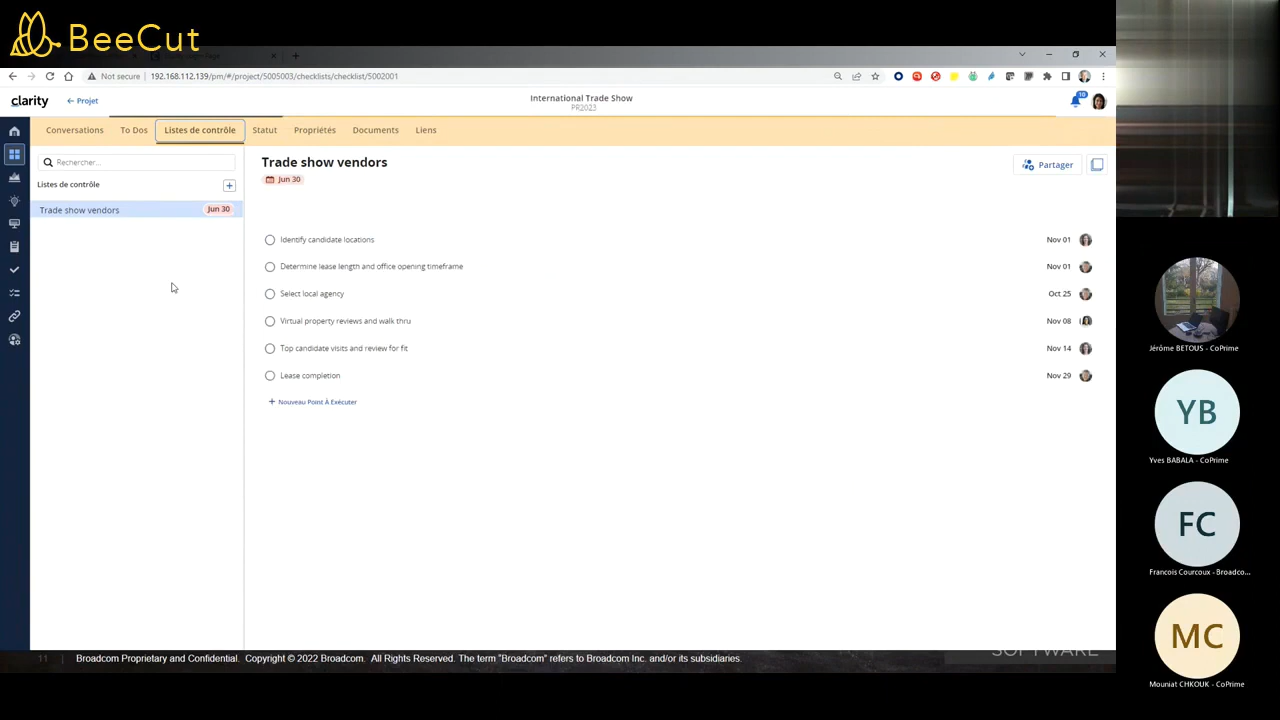 BeeCut
Not secure
192.168.112.139/pm/#/project/5005003/checklists/checklist/5002001
clarity
Projet
International Trade Show
PR2023
10
Conversations
To Dos
Listes de contrôle
Statut
Propriétés
Documents
Liens
Rechercher...
Listes de contrôle
Trade show vendors
Jun 30
Trade show vendors
Jun 30
Partager
Identify candidate locations
Nov 01
Determine lease length and office opening timeframe
Nov 01
Select local agency
Oct 25
Virtual property reviews and walk thru
Nov 08
Top candidate visits and review for fit
Nov 14
Lease completion
Nov 29
+ Nouveau Point À Exécuter
11
Broadcom Proprietary and Confidential. Copyright © 2022 Broadcom. All Rights Reserved. The term "Broadcom" refers to Broadcom Inc. and/or its subsidiaries.
SOFTWARE
Jérôme BETOUS - CoPrime
YB
Yves BABALA - CoPrime
FC
Francois Courcoux - Broadco...
MC
Mouniat CHKOUK - CoPrime